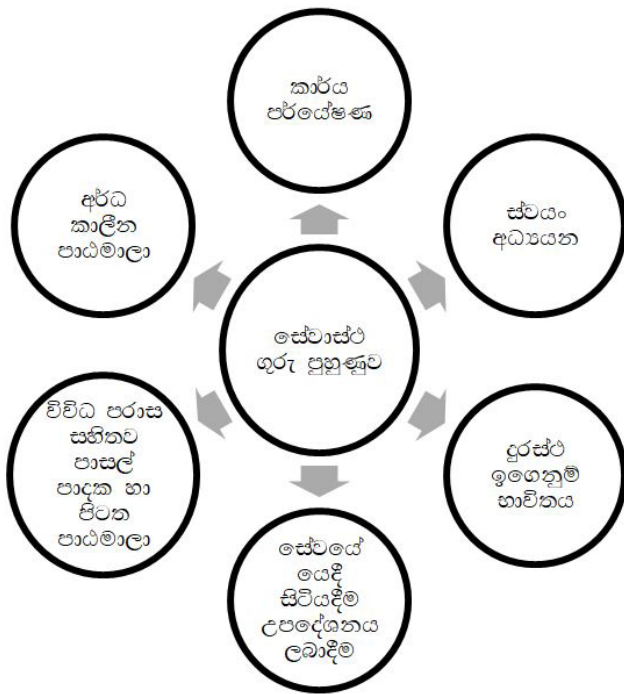 කාර්ය
පර්යේෂණ
අර්ධ
කාලීන
පාඨමාලා
ස්වයං
අධ්‍යයන
සේවාස්ථ
ගුරු පුහුණුව
විවිධ පරාස
සහිතව
පාසල්
පාදක හා
පිටත
පාඨමාලා
දුරස්ථ
ඉගෙනුම්
භාවිතය
සේවයේ
යෙදී
සිටියදීම
උපදේශනය
ලබාදීම